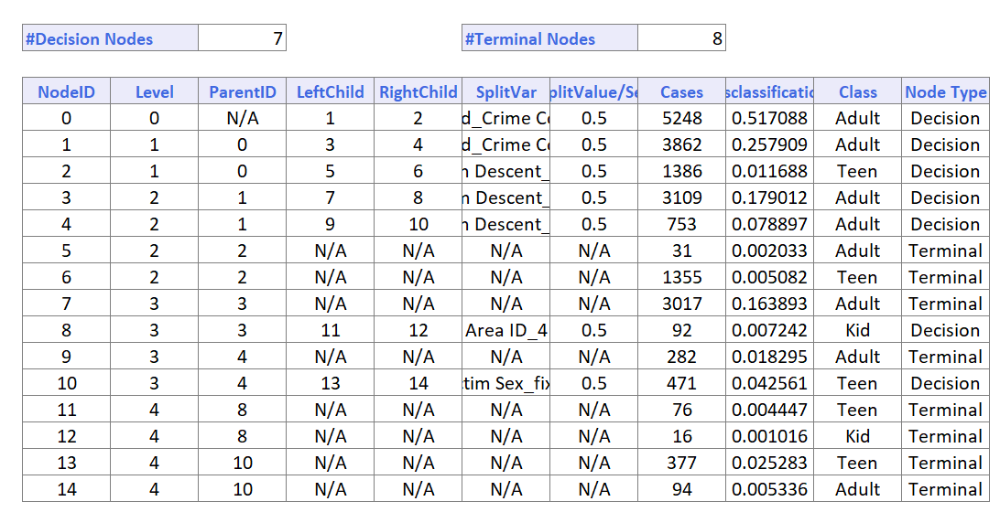 #Decision Nodes 7 #Terminal Nodes 8
NodeID Level ParentID LeftChild RightChild SplitVar plitValue/Se Cases sclassificatio Class Node Type
0 0 N/A 1 2 d_Crime Co 0.5 5248 0.517088 Adult Decision
1 1 0 3 4 d_Crime Co 0.5 3862 0.257909 Adult Decision
2 1 0 5 6 n Descent_ 0.5 1386 0.011688 Teen Decision
3 2 1 7 8 n Descent_ 0.5 3109 0.179012 Adult Decision
4 2 1 9 10 n Descent_ 0.5 753 0.078897 Adult Decision
5 2 2 N/A N/A N/A N/A 31 0.002033 Adult Terminal
6 2 2 N/A N/A N/A N/A 1355 0.005082 Teen Terminal
7 3 3 N/A N/A N/A N/A 3017 0.163893 Adult Terminal
8 3 3 11 12 Area ID_4 0.5 92 0.007242 Kid Decision
9 3 4 N/A N/A N/A N/A 282 0.018295 Adult Terminal
10 3 4 13 14 tim Sex_fix 0.5 471 0.042561 Teen Decision
11 4 8 N/A N/A N/A N/A 76 0.004447 Teen Terminal
12 4 8 N/A N/A N/A N/A 16 0.001016 Kid Terminal
13 4 10 N/A N/A N/A N/A 377 0.025283 Teen Terminal
14 4 10 N/A N/A N/A N/A 94 0.005336 Adult Terminal